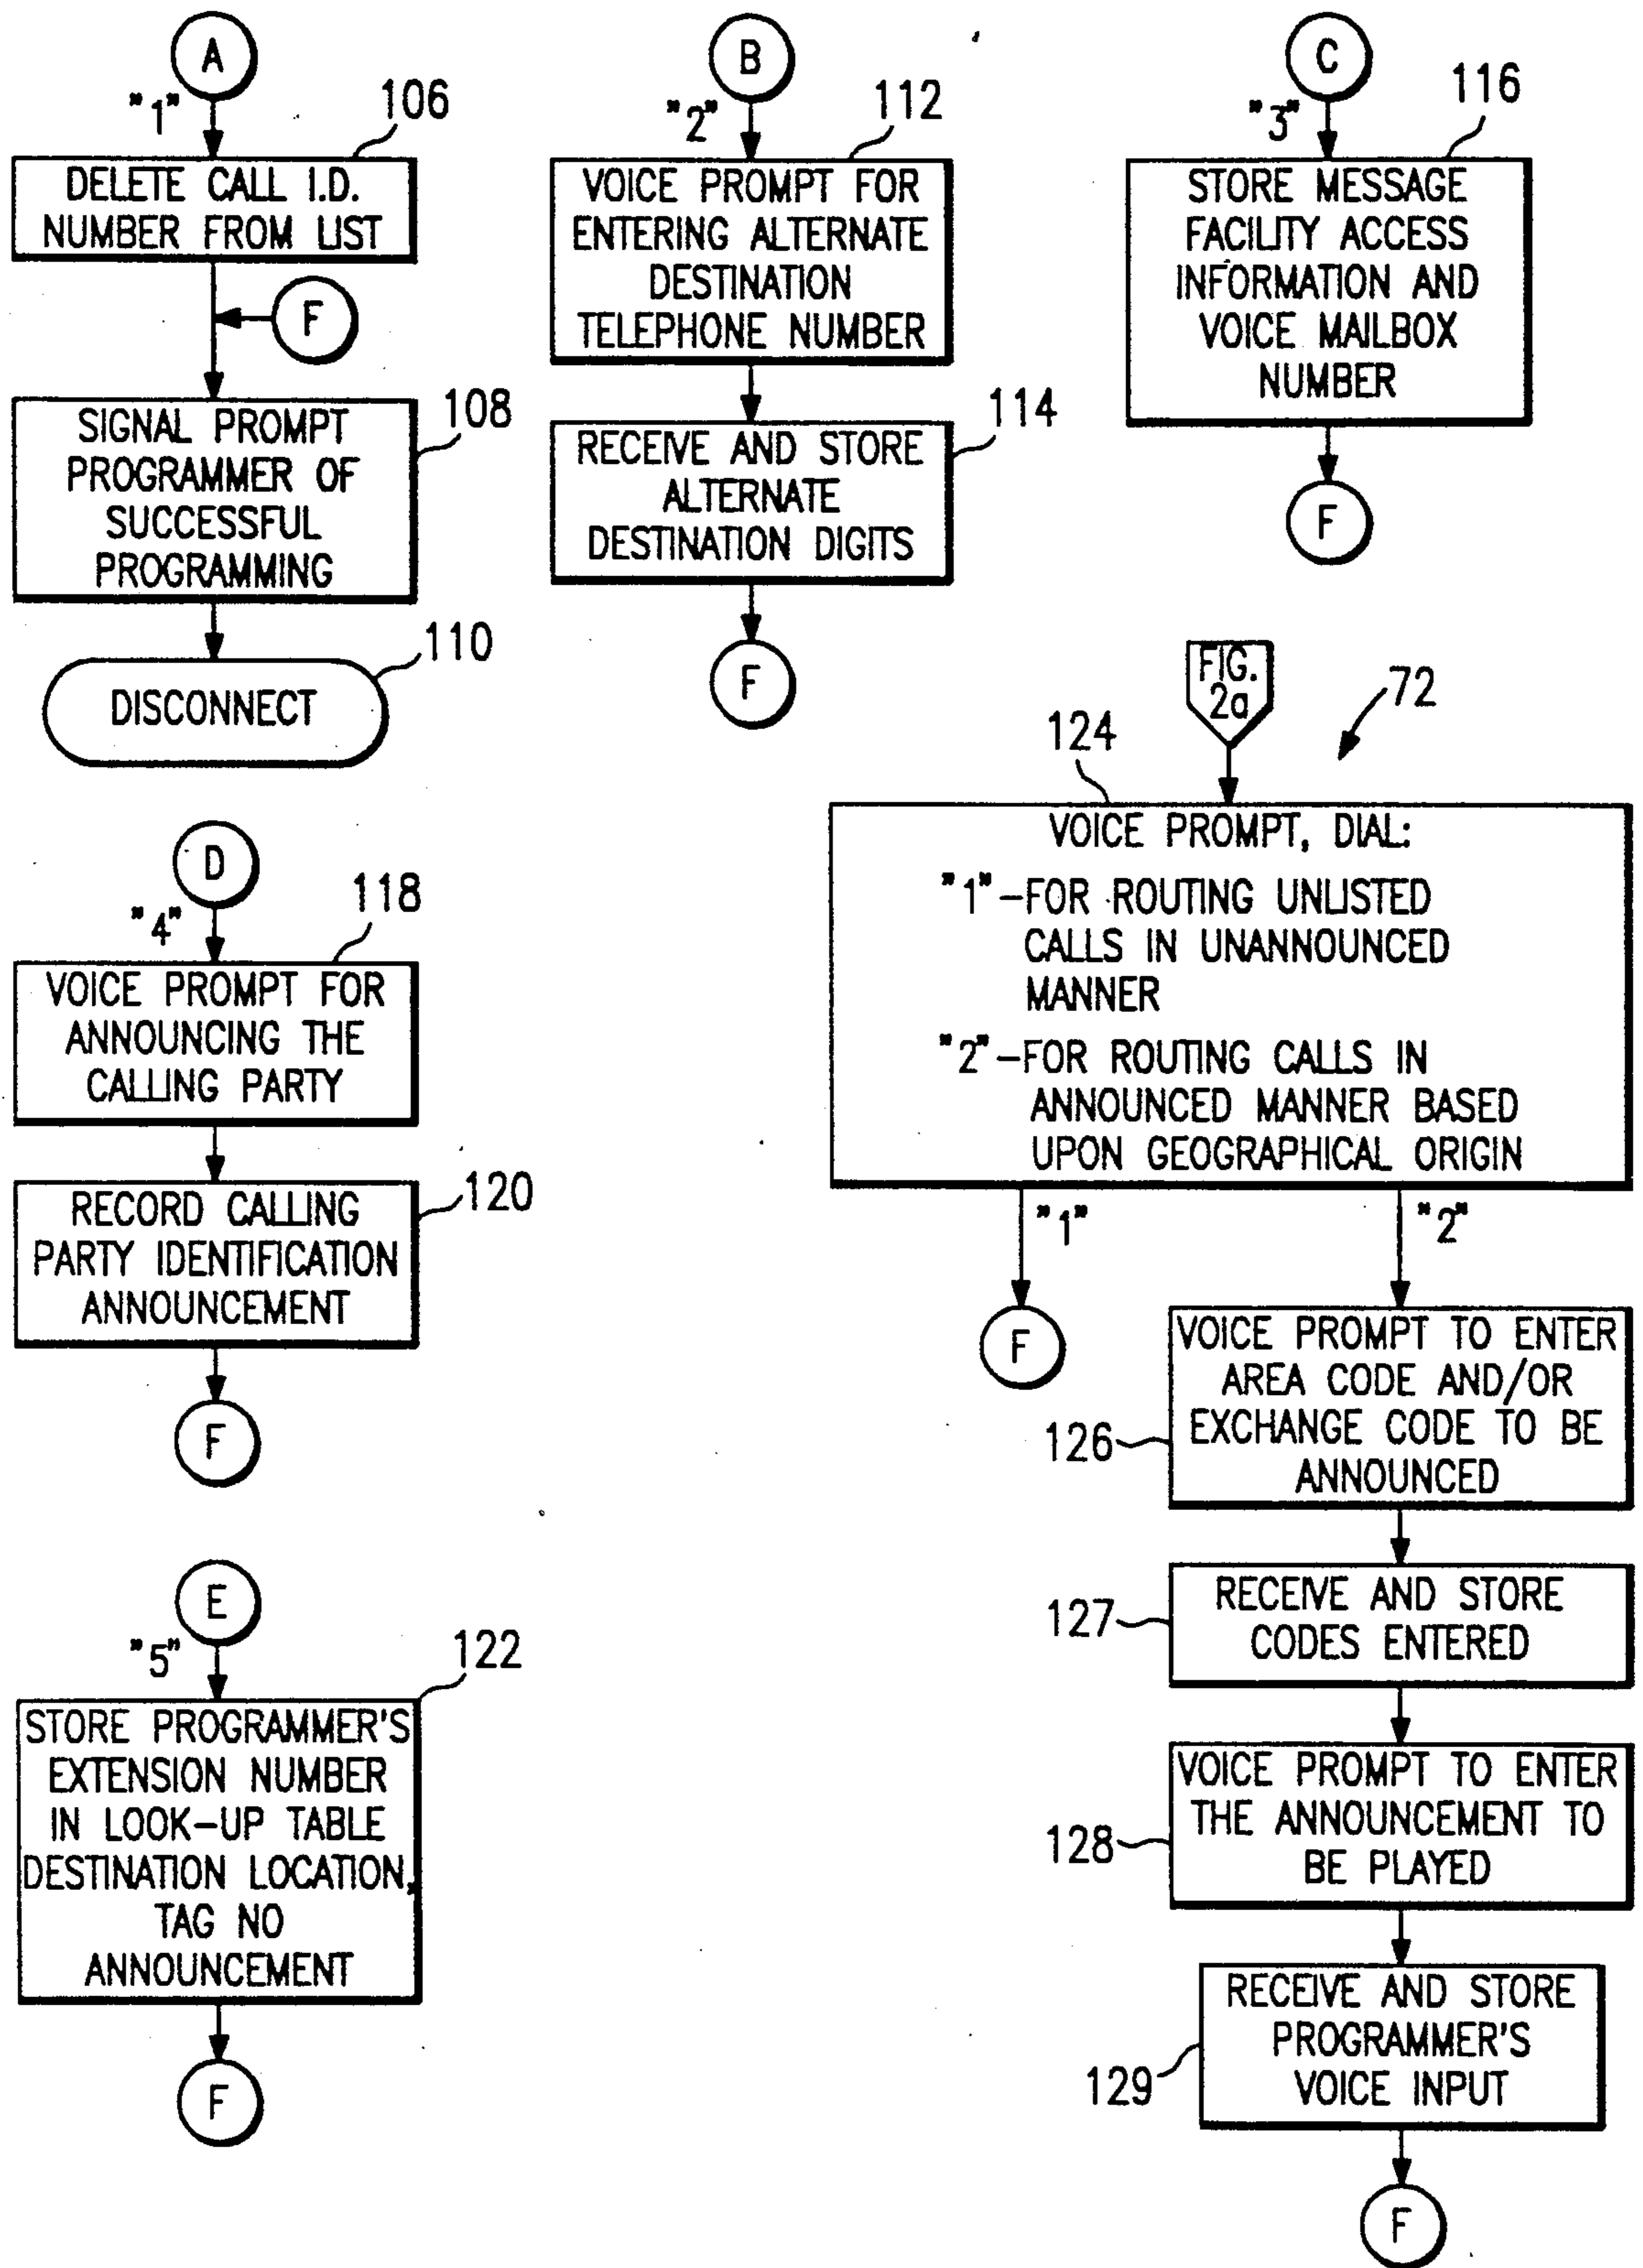 A
"1"
106
DELETE CALL I.D.
NUMBER FROM LIST
F
SIGNAL PROMPT
PROGRAMMER OF
SUCCESSFUL
PROGRAMMING
108
DISCONNECT
110
B
"2"
112
VOICE PROMPT FOR
ENTERING ALTERNATE
DESTINATION
TELEPHONE NUMBER
RECEIVE AND STORE
ALTERNATE
DESTINATION DIGITS
114
F
C
"3"
116
STORE MESSAGE
FACILITY ACCESS
INFORMATION AND
VOICE MAILBOX
NUMBER
F
D
"4"
118
VOICE PROMPT FOR
ANNOUNCING THE
CALLING PARTY
RECORD CALLING
PARTY IDENTIFICATION
ANNOUNCEMENT
120
F
E
"5"
122
STORE PROGRAMMER'S
EXTENSION NUMBER
IN LOOK-UP TABLE
DESTINATION LOCATION,
TAG NO
ANNOUNCEMENT
F
FIG.
2a
72
124
VOICE PROMPT, DIAL:
"1"-FOR ROUTING UNLISTED
CALLS IN UNANNOUNCED
MANNER
"2"-FOR ROUTING CALLS IN
ANNOUNCED MANNER BASED
UPON GEOGRAPHICAL ORIGIN
"1"
"2"
F
VOICE PROMPT TO ENTER
AREA CODE AND/OR
EXCHANGE CODE TO BE
ANNOUNCED
126
RECEIVE AND STORE
CODES ENTERED
127
VOICE PROMPT TO ENTER
THE ANNOUNCEMENT TO
BE PLAYED
128
RECEIVE AND STORE
PROGRAMMER'S
VOICE INPUT
129
F